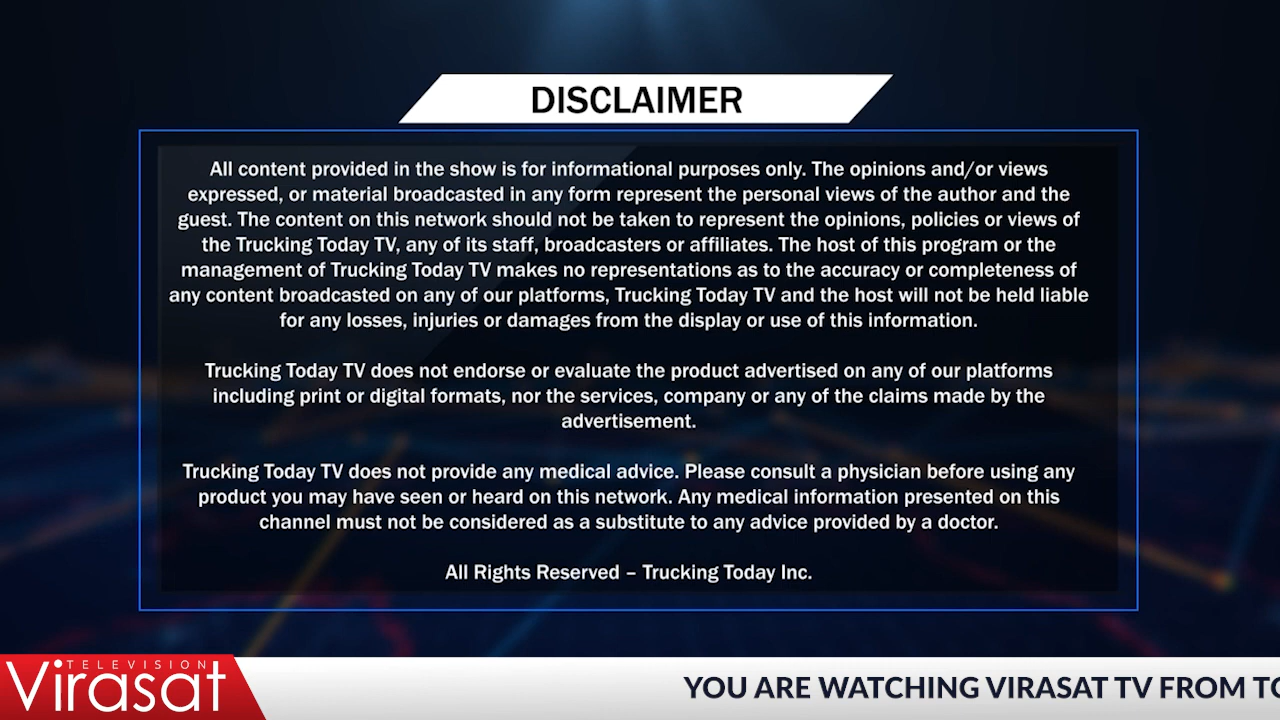 DISCLAIMER
All content provided in the show is for informational purposes only. The opinions and/or views
expressed, or material broadcasted in any form represent the personal views of the author and the
guest. The content on this network should not be taken to represent the opinions, policies or views of
the Trucking Today TV, any of its staff, broadcasters or affiliates. The host of this program or the
management of Trucking Today TV makes no representations as to the accuracy or completeness of
any content broadcasted on any of our platforms, Trucking Today TV and the host will not be held liable
for any losses, injuries or damages from the display or use of this information.
Trucking Today TV does not endorse or evaluate the product advertised on any of our platforms
including print or digital formats, nor the services, company or any of the claims made by the
advertisement.
Trucking Today TV does not provide any medical advice. Please consult a physician before using any
product you may have seen or heard on this network. Any medical information presented on this
channel must not be considered as a substitute to any advice provided by a doctor.
All Rights Reserved – Trucking Today Inc.
TELEVISION
Virasat
YOU ARE WATCHING VIRASAT TV FROM